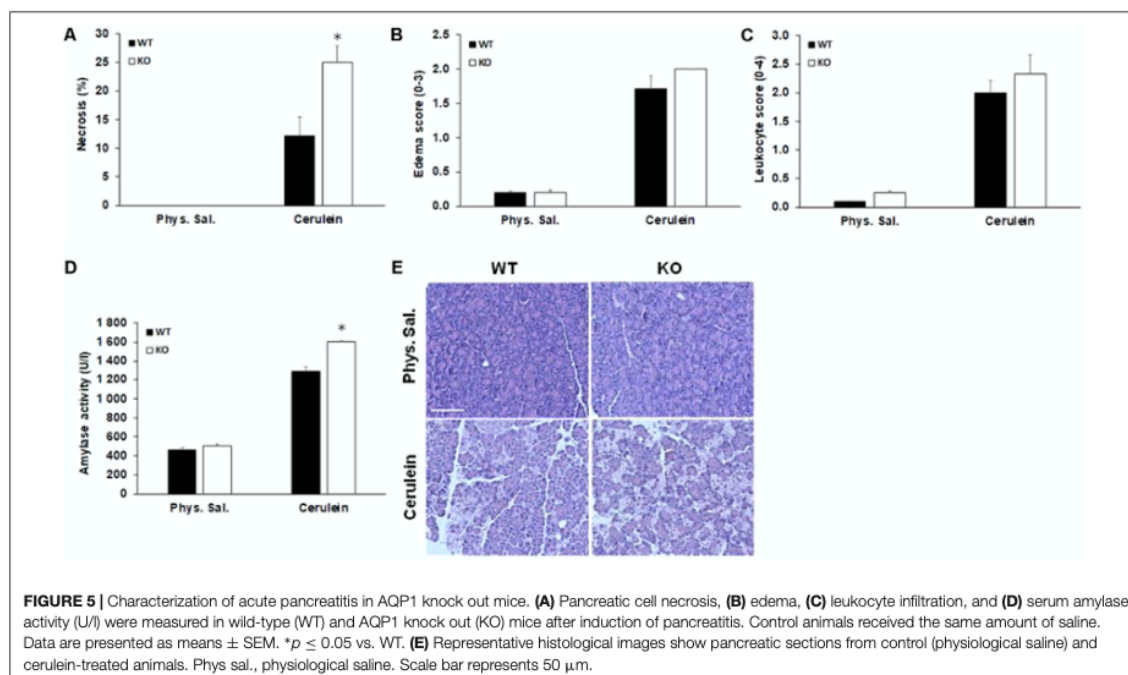 A
WT
KO
*
30
25
20
15
10
5
0
Necrosis (%)
Phys. Sal.
Cerulein
B
WT
KO
2.5
2.0
1.5
1.0
0.5
0.0
Edema score (0-3)
Phys. Sal.
Cerulein
C
WT
KO
3.0
2.5
2.0
1.5
1.0
0.5
0.0
Leukocyte score (0-4)
Phys. Sal.
Cerulein
D
WT
KO
*
1 800
1 600
1 400
1 200
1 000
800
600
400
200
0
Amylase activity (U/l)
Phys. Sal.
Cerulein
E
WT
KO
Phys. Sal.
Cerulein
FIGURE 5 | Characterization of acute pancreatitis in AQP1 knock out mice. (A) Pancreatic cell necrosis, (B) edema, (C) leukocyte infiltration, and (D) serum amylase
activity (U/l) were measured in wild-type (WT) and AQP1 knock out (KO) mice after induction of pancreatitis. Control animals received the same amount of saline.
Data are presented as means ± SEM. *p ≤ 0.05 vs. WT. (E) Representative histological images show pancreatic sections from control (physiological saline) and
cerulein-treated animals. Phys sal., physiological saline. Scale bar represents 50 μm.